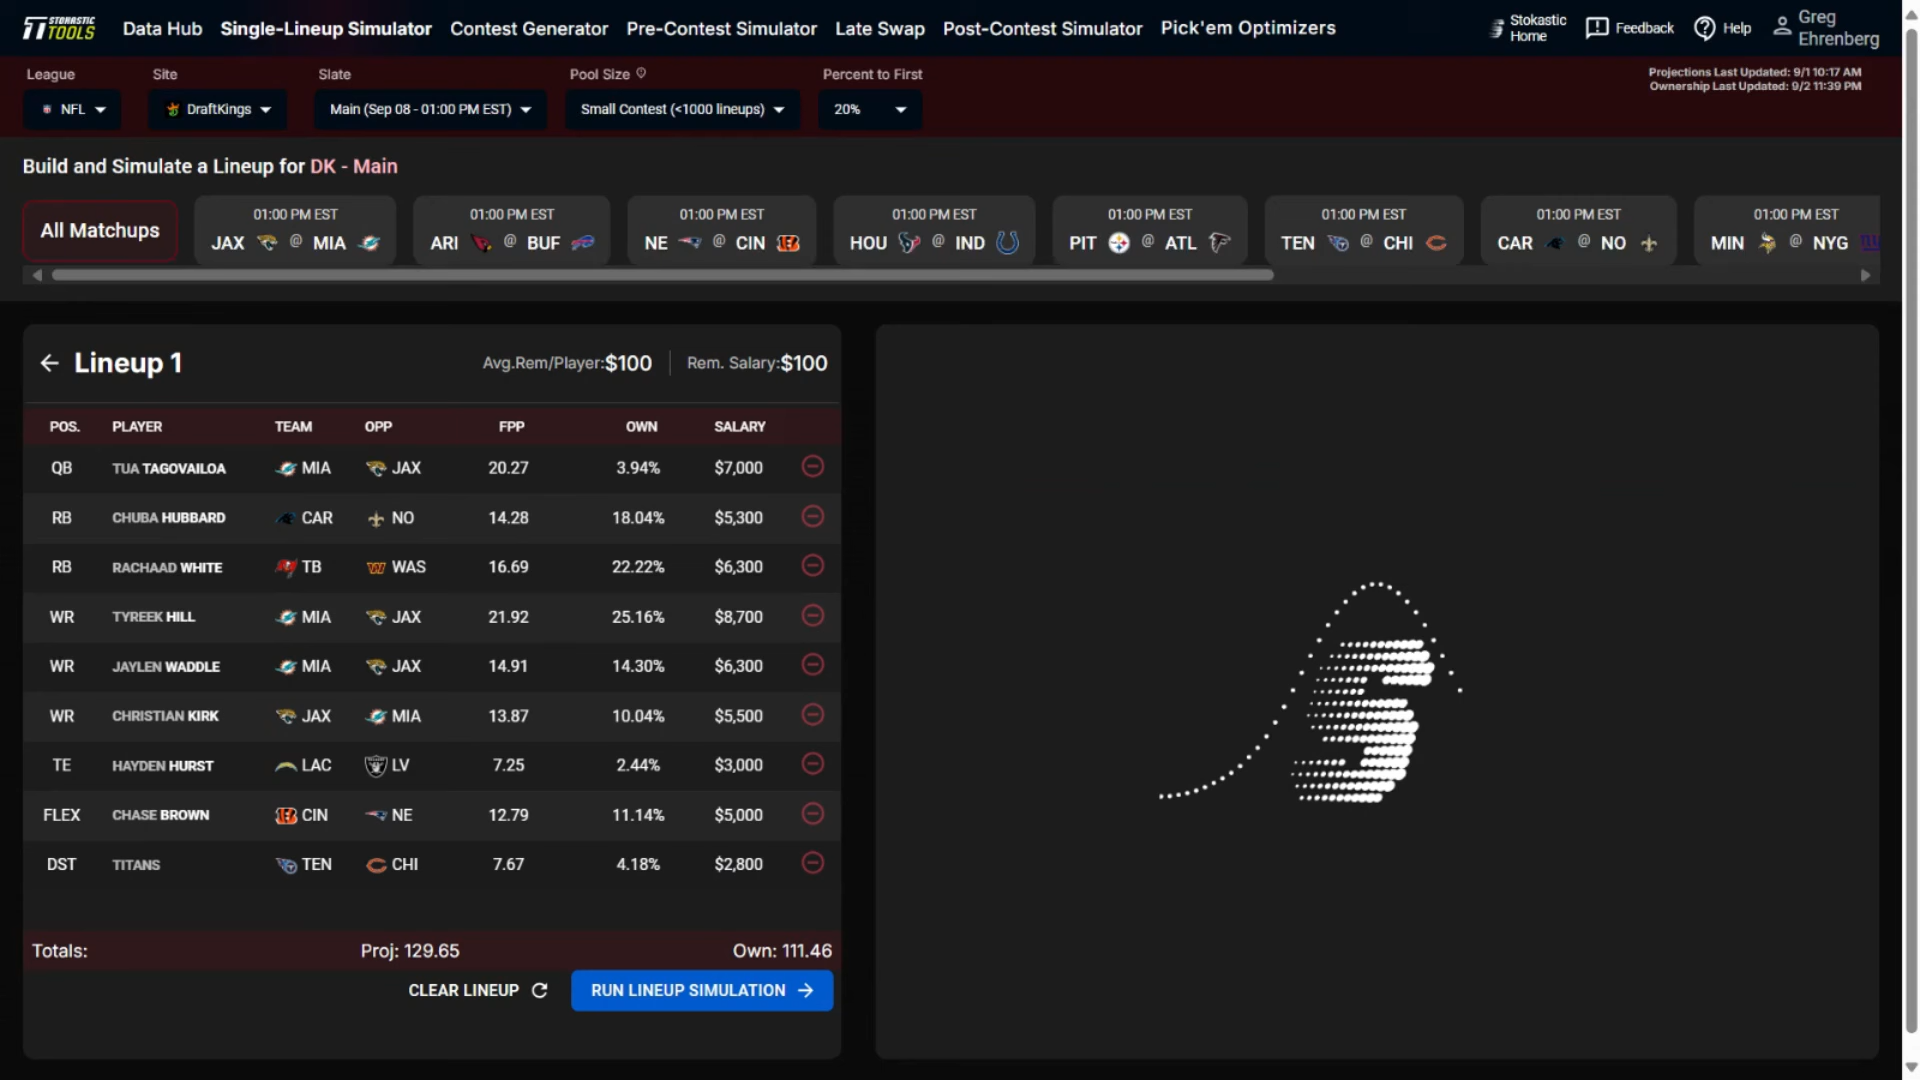 STOKASTIC
TOOLS
Data Hub Single-Lineup Simulator Contest Generator Pre-Contest Simulator Late Swap Post-Contest Simulator Pick'em Optimizers
Stokastic
Home
Feedback
Help
Greg
Ehrenberg
League Site Slate Pool Size Percent to First
NFL DraftKings Main (Sep 08 - 01:00 PM EST) Small Contest (<1000 lineups) 20%
Projections Last Updated: 9/1 10:17 AM
Ownership Last Updated: 9/2 11:39 PM
Build and Simulate a Lineup for DK - Main
All Matchups
01:00 PM EST
JAX @ MIA
01:00 PM EST
ARI @ BUF
01:00 PM EST
NE @ CIN
01:00 PM EST
HOU @ IND
01:00 PM EST
PIT @ ATL
01:00 PM EST
TEN @ CHI
01:00 PM EST
CAR @ NO
01:00 PM EST
MIN @ NYG
Lineup 1 Avg.Rem/Player:$100 Rem. Salary:$100
POS. PLAYER TEAM OPP FPP OWN SALARY
QB TUA TAGOVAILOA MIA JAX 20.27 3.94% $7,000
RB CHUBA HUBBARD CAR NO 14.28 18.04% $5,300
RB RACHAAD WHITE TB WAS 16.69 22.22% $6,300
WR TYREEK HILL MIA JAX 21.92 25.16% $8,700
WR JAYLEN WADDLE MIA JAX 14.91 14.30% $6,300
WR CHRISTIAN KIRK JAX MIA 13.87 10.04% $5,500
TE HAYDEN HURST LAC LV 7.25 2.44% $3,000
FLEX CHASE BROWN CIN NE 12.79 11.14% $5,000
DST TITANS TEN CHI 7.67 4.18% $2,800
Totals: Proj: 129.65 Own: 111.46
CLEAR LINEUP RUN LINEUP SIMULATION